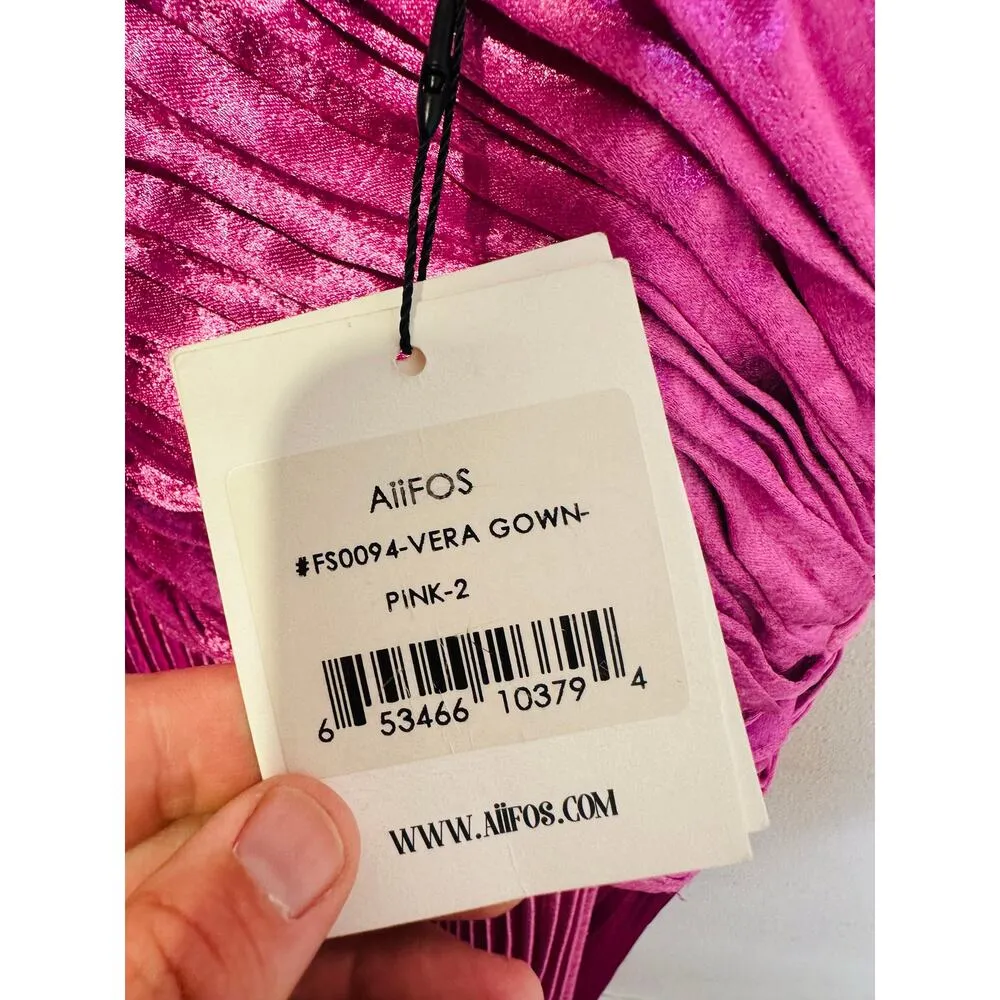 AiiFOS
#FS0094-VERA GOWN-
PINK-2
6 53466 10379 4
WWW.AiiFOS.COM